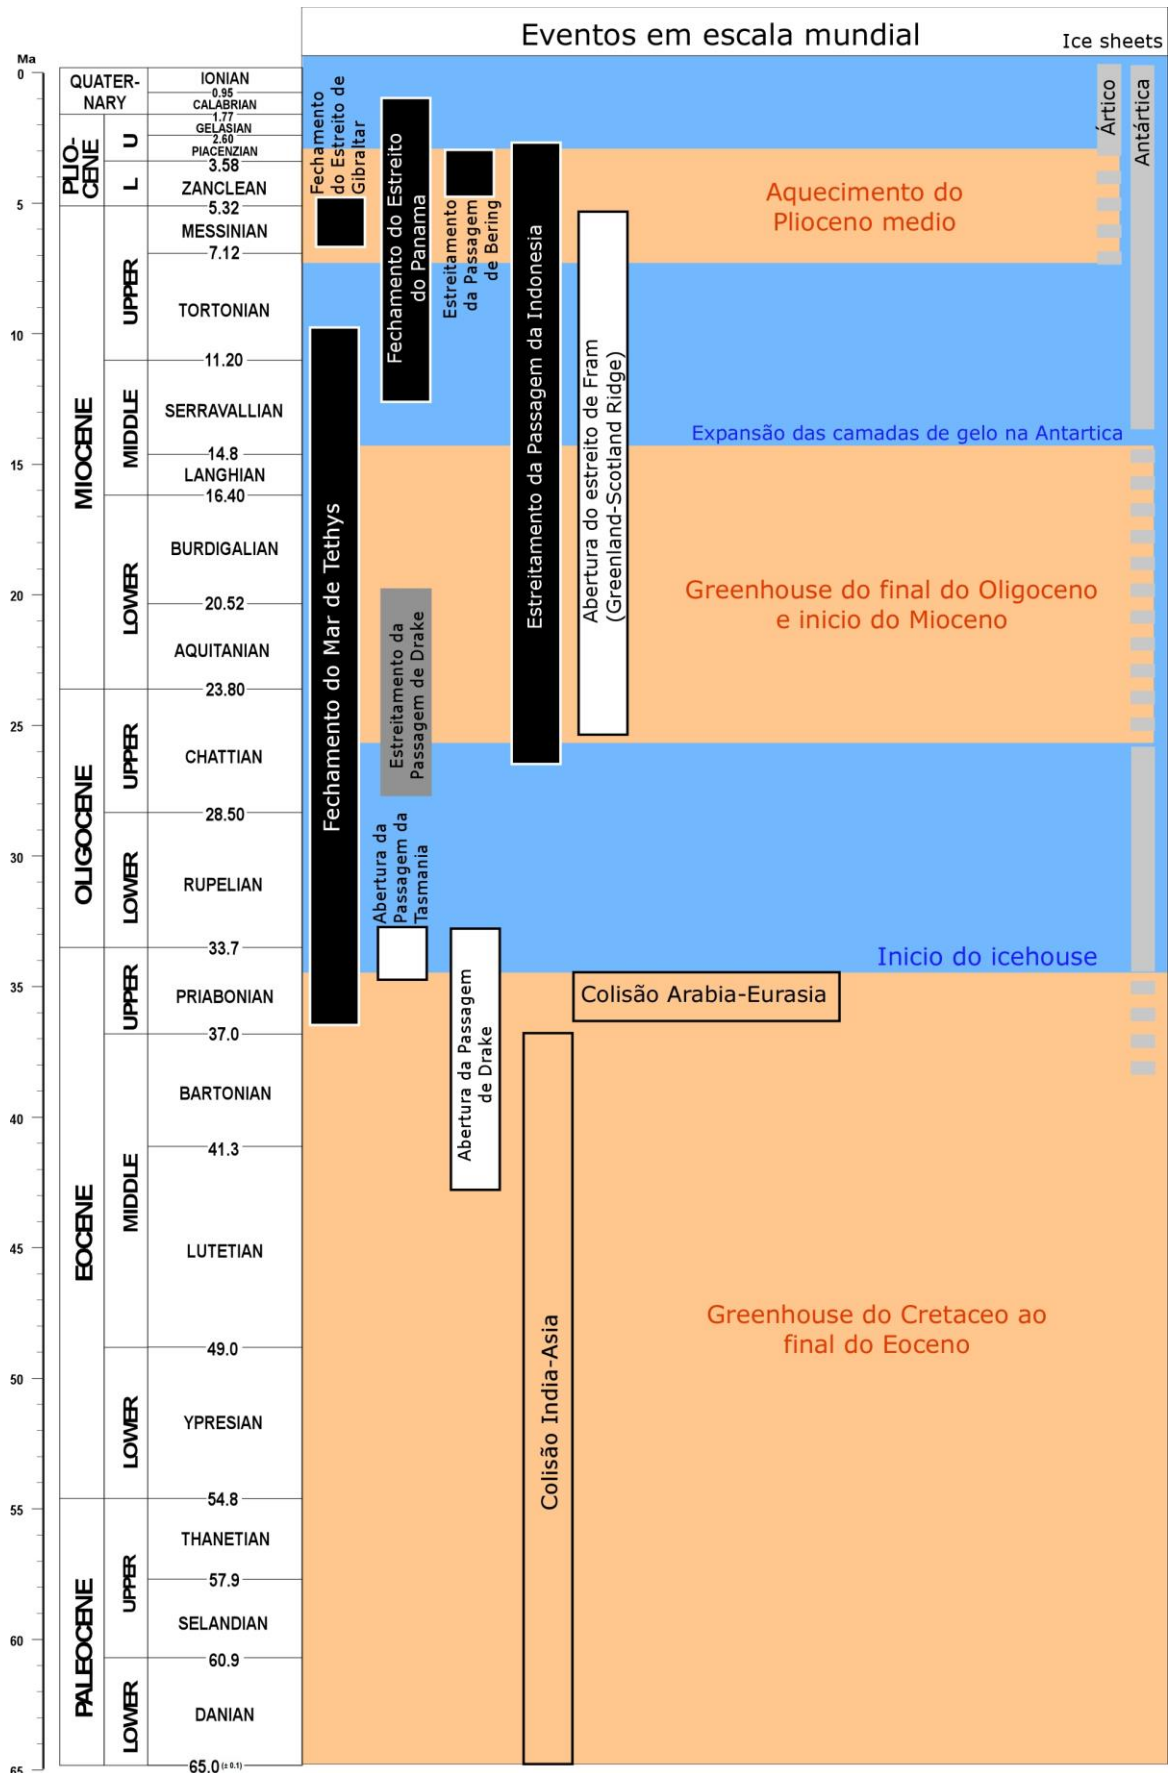 Eventos em escala mundial
Ice sheets
Ma
0
5
10
15
20
25
30
35
40
45
50
55
60
65
QUATER-
NARY
PLIO-
CENE
MIOCENE
OLIGOCENE
EOCENE
PALEOCENE
U
L
UPPER
MIDDLE
LOWER
UPPER
LOWER
UPPER
MIDDLE
LOWER
UPPER
LOWER
IONIAN
0.95
CALABRIAN
1.77
GELASIAN
2.60
PIACENZIAN
3.58
ZANCLEAN
5.32
MESSINIAN
7.12
TORTONIAN
11.20
SERRAVALLIAN
14.8
LANGHIAN
16.40
BURDIGALIAN
20.52
AQUITANIAN
23.80
CHATTIAN
28.50
RUPELIAN
33.7
PRIABONIAN
37.0
BARTONIAN
41.3
LUTETIAN
49.0
YPRESIAN
54.8
THANETIAN
57.9
SELANDIAN
60.9
DANIAN
65.0 (± 0.1)
Fechamento
do Estreito de
Gibraltar
Fechamento do Estreito
do Panama
Estreitamento
da Passagem
de Bering
Estreitamento da Passagem da Indonesia
Abertura do estreito de Fram
(Greenland-Scotland Ridge)
Fechamento do Mar de Tethys
Estreitamento da
Passagem de Drake
Abertura da
Passagem da
Tasmania
Abertura da Passagem
de Drake
Colisão Arabia-Eurasia
Colisão India-Asia
Ártico
Antártica
Aquecimento do
Plioceno medio
Expansão das camadas de gelo na Antartica
Greenhouse do final do Oligoceno
e inicio do Mioceno
Inicio do icehouse
Greenhouse do Cretaceo ao
final do Eoceno